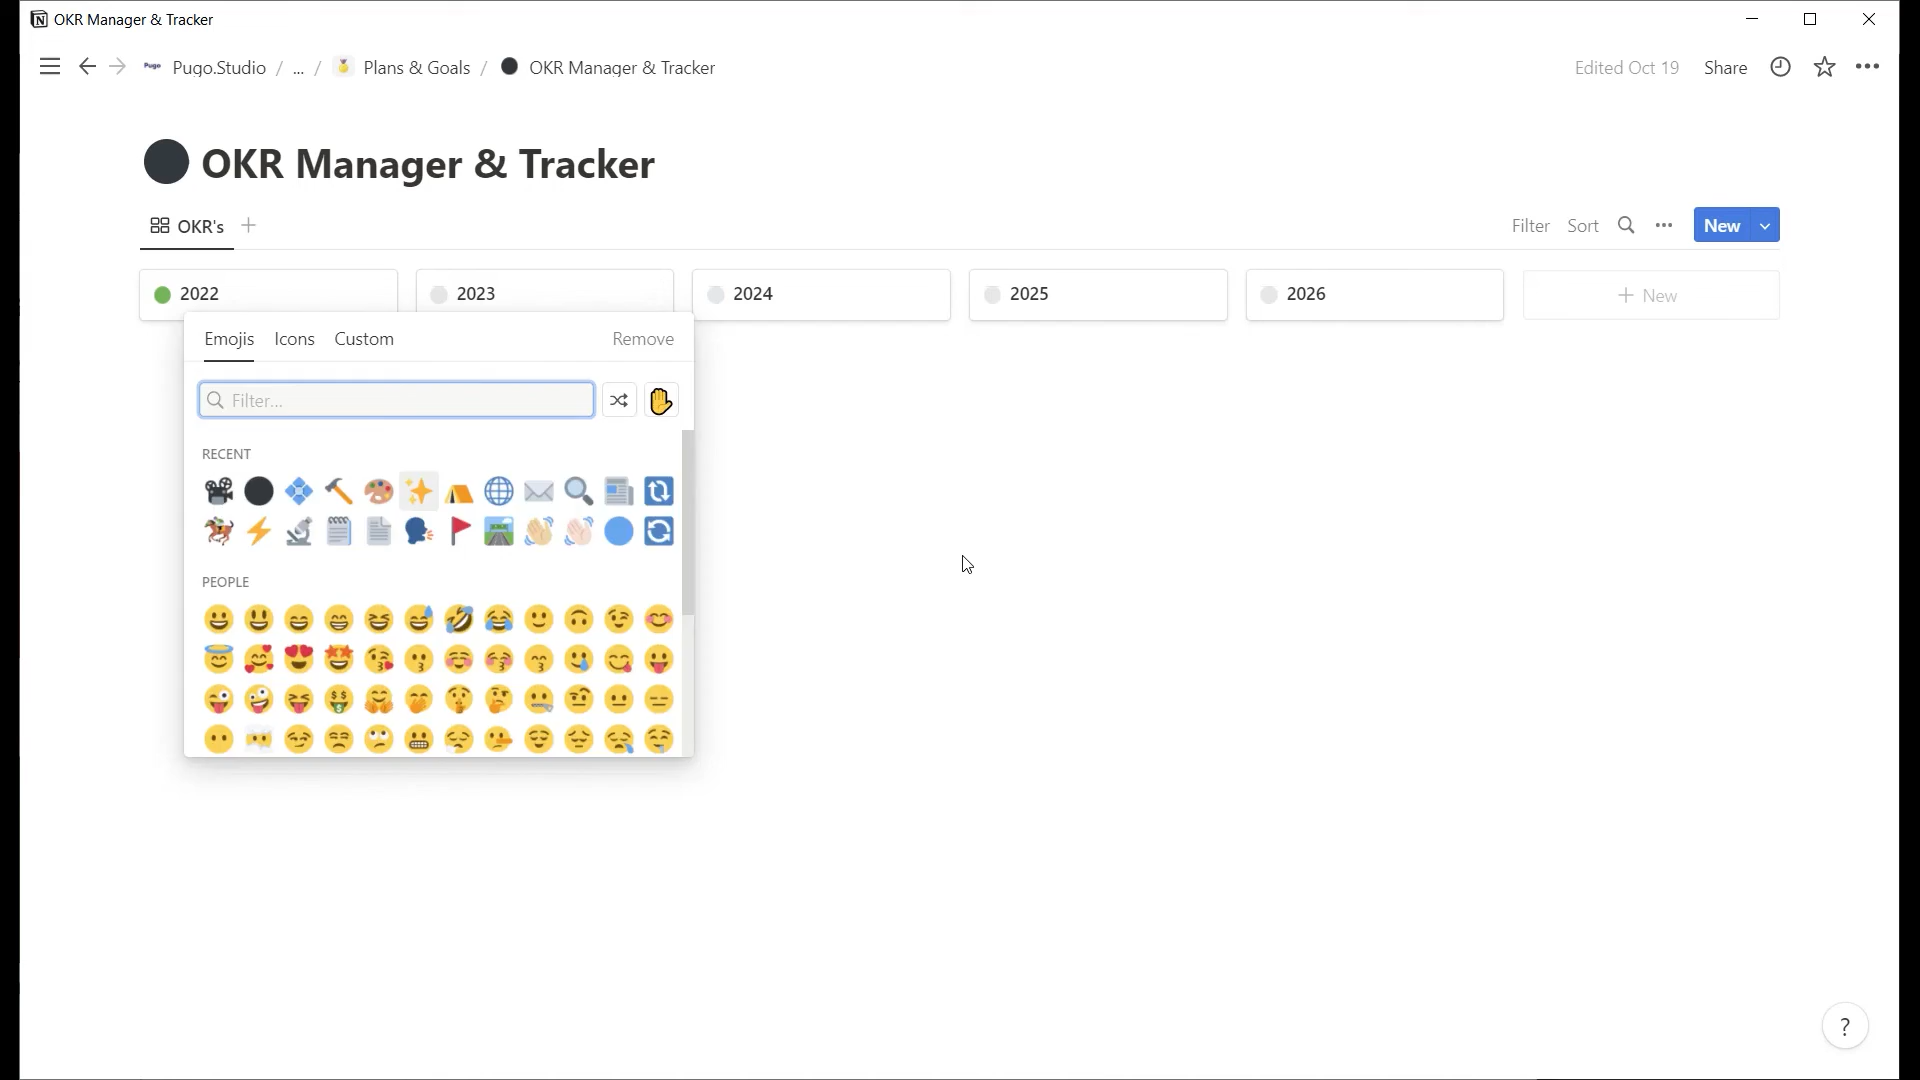 OKR Manager & Tracker
Pugo Pugo.Studio / ... / Plans & Goals / OKR Manager & Tracker
Edited Oct 19 Share
OKR Manager & Tracker
OKR's
Filter Sort New
2022 2023 2024 2025 2026 + New
Emojis Icons Custom Remove
Filter...
RECENT
PEOPLE
?